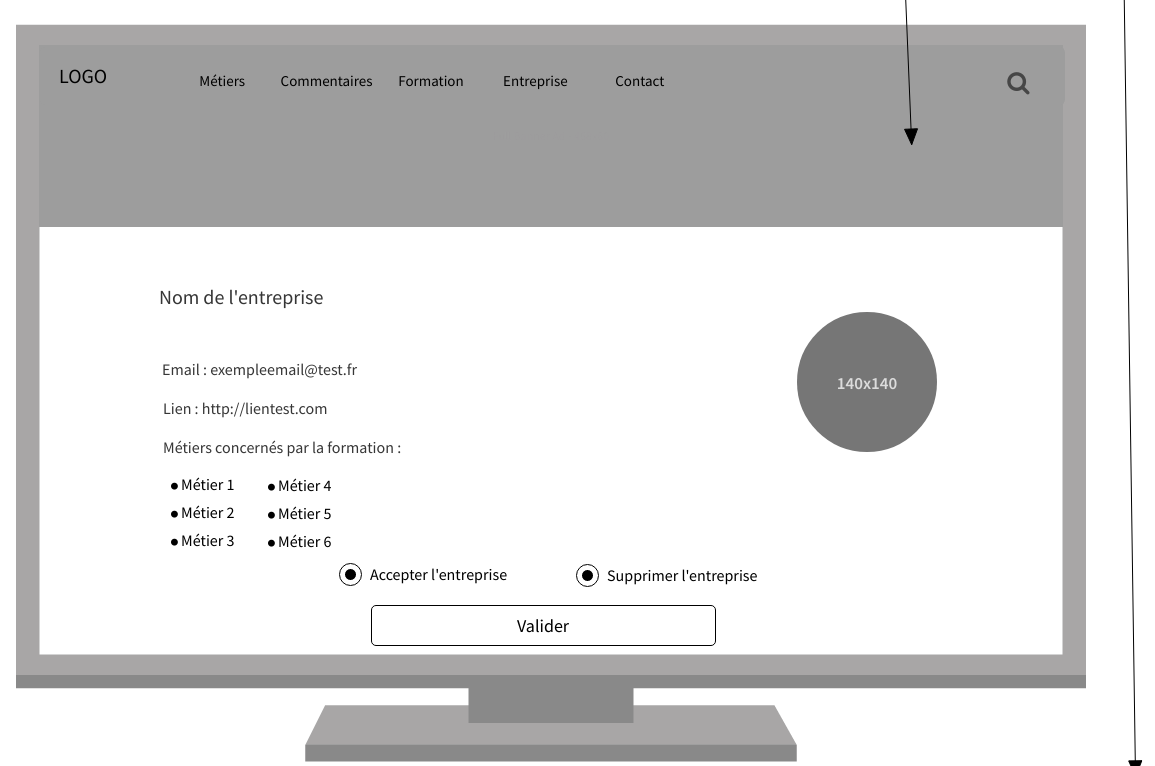 LOGO
Métiers Commentaires Formation Entreprise Contact
Nom de l'entreprise
140x140
Email : exempleemail@test.fr
Lien : http://lientest.com
Métiers concernés par la formation :
Métier 1 Métier 4
Métier 2 Métier 5
Métier 3 Métier 6
Accepter l'entreprise Supprimer l'entreprise
Valider